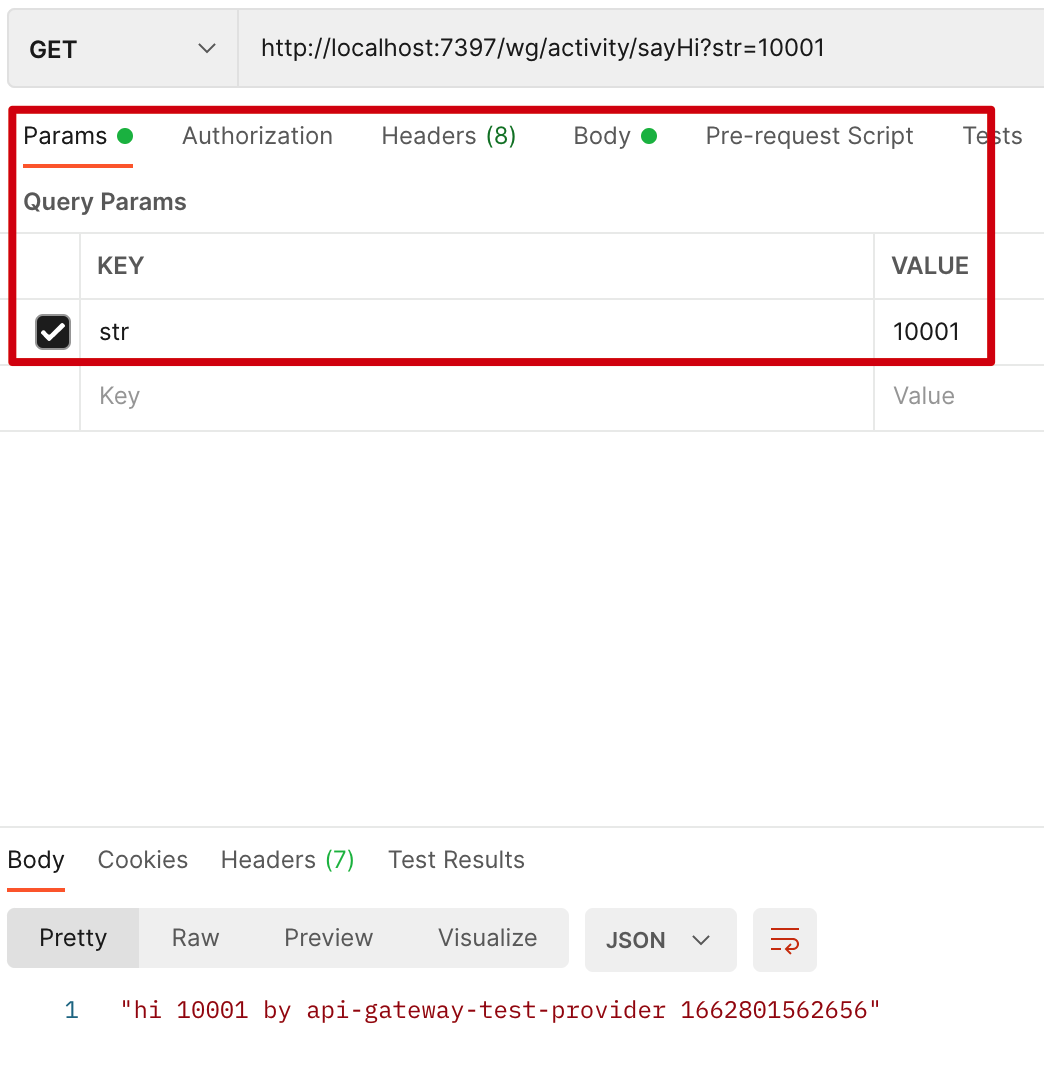 GET http://localhost:7397/wg/activity/sayHi?str=10001
Params Authorization Headers (8) Body Pre-request Script Tests
Query Params
KEY VALUE
str 10001
Key Value
Body Cookies Headers (7) Test Results
Pretty Raw Preview Visualize JSON
1 "hi 10001 by api-gateway-test-provider 1662801562656"